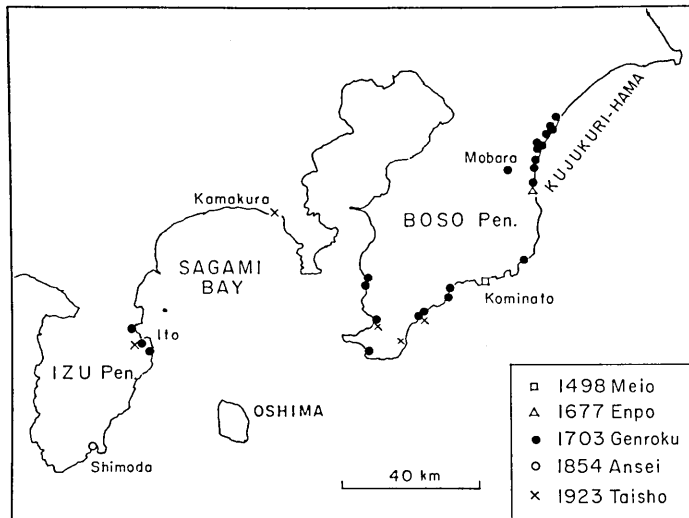 KUJUKURI-HAMA
Mobara
Kamakura
BOSO Pen.
SAGAMI
BAY
Kominato
Ito
IZU Pen.
OSHIMA
Shimoda
40 km
1498 Meio
1677 Enpo
1703 Genroku
1854 Ansei
1923 Taisho